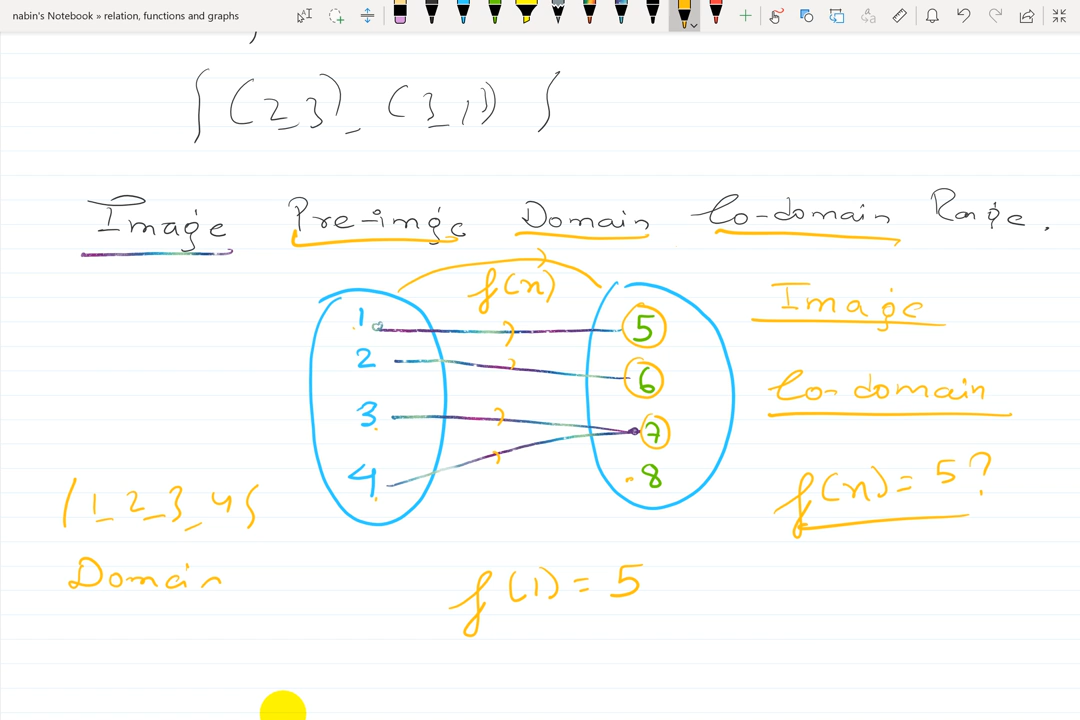 nabin's Notebook » relation, functions and graphs
{ (2,3), (3,1) }
Image Pre-imge Domain Co-domain Range.
f(x)
1 5 Image
2 6
Co-domain
3 7
4 8 f(x) = 5?
{1, 2, 3, 4}
Domain f(1) = 5